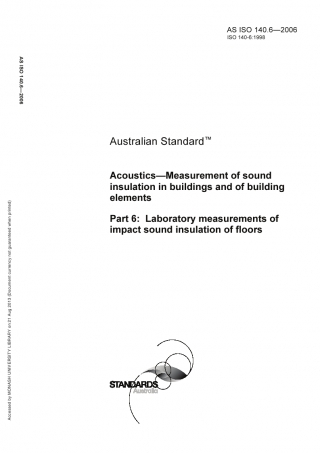 AS ISO 140.6—2006
ISO 140-6:1998
AS ISO 140.6—2006
Australian Standard™
Acoustics—Measurement of sound
insulation in buildings and of building
elements
Part 6: Laboratory measurements of
impact sound insulation of floors
Accessed by MONASH UNIVERSITY LIBRARY on 21 Aug 2013 (Document currency not guaranteed when printed)
STANDARDS
Australia